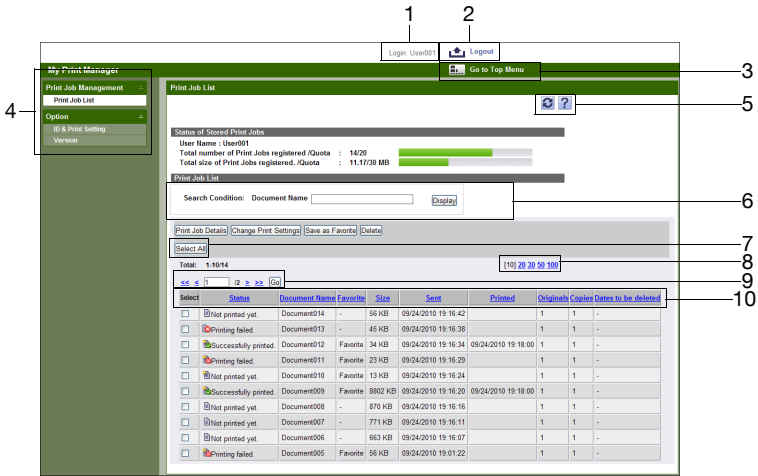 1 2
Login: User001 Logout
My Print Manager Go to Top Menu 3
4
Print Job Management Print Job List
Print Job List
Option
ID & Print Setting
Version
5
Status of Stored Print Jobs
User Name : User001
Total number of Print Jobs registered /Quota : 14/20
Total size of Print Jobs registered. /Quota : 11.17/30 MB
Print Job List
Search Condition: Document Name Display 6
Print Job Details Change Print Settings Save as Favorite Delete
Select All 7
Total: 1-10/14 [10] 20 30 50 100 8
<< < 1 /2 > >> Go 9
Select Status Document Name Favorite Size Sent Printed Originals Copies Dates to be deleted 10
Not printed yet. Document014 - 56 KB 09/24/2010 19:16:42 1 1 -
Printing failed. Document013 - 45 KB 09/24/2010 19:16:38 1 1 -
Successfully printed. Document012 Favorite 34 KB 09/24/2010 19:16:34 09/24/2010 19:18:00 1 1 -
Printing failed. Document011 Favorite 23 KB 09/24/2010 19:16:29 1 1 -
Not printed yet. Document010 Favorite 13 KB 09/24/2010 19:16:24 1 1 -
Successfully printed. Document009 Favorite 8802 KB 09/24/2010 19:16:20 09/24/2010 19:18:00 1 1 -
Not printed yet. Document008 - 870 KB 09/24/2010 19:16:16 1 1 -
Not printed yet. Document007 - 771 KB 09/24/2010 19:16:11 1 1 -
Not printed yet. Document006 - 663 KB 09/24/2010 19:16:07 1 1 -
Printing failed. Document005 Favorite 56 KB 09/24/2010 19:01:22 1 1 -